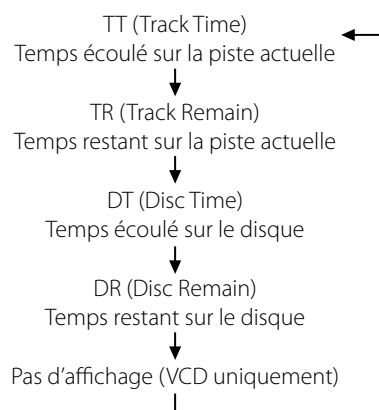 TT (Track Time)
Temps écoulé sur la piste actuelle
TR (Track Remain)
Temps restant sur la piste actuelle
DT (Disc Time)
Temps écoulé sur le disque
DR (Disc Remain)
Temps restant sur le disque
Pas d'affichage (VCD uniquement)